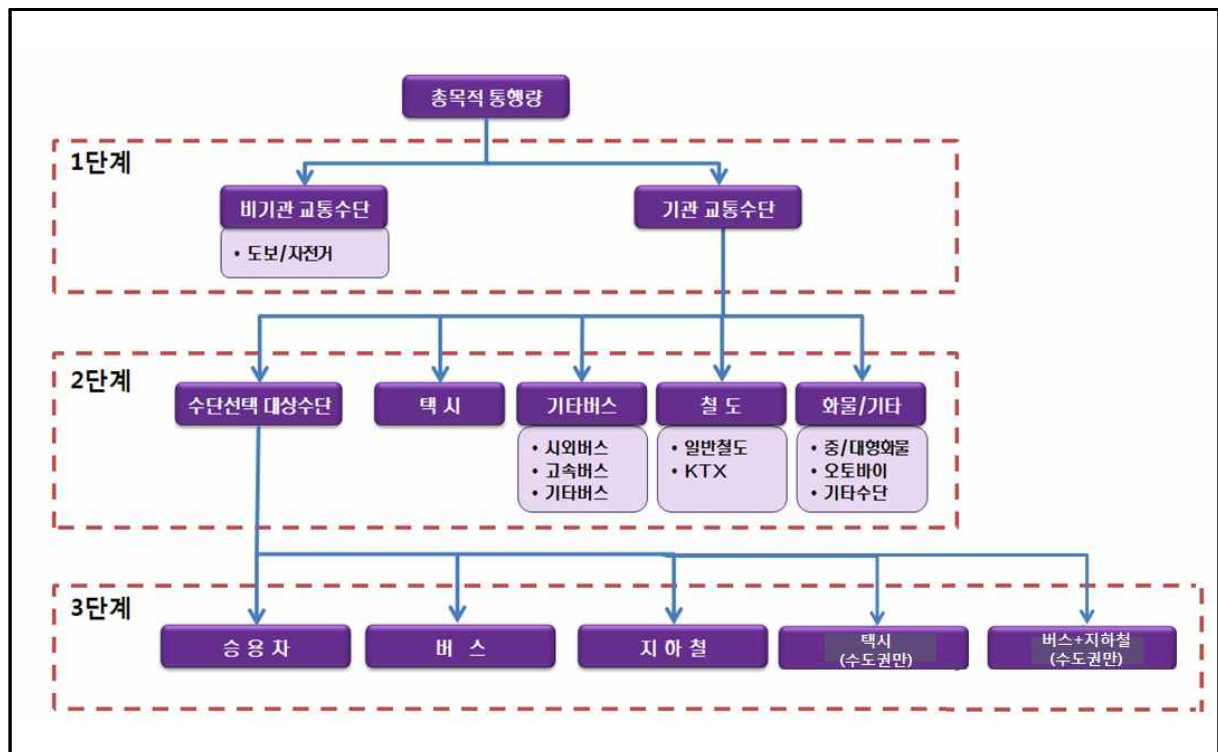 총목적 통행량
1단계
비기관 교통수단
• 도보/자전거
기관 교통수단
2단계
수단선택 대상수단
택 시
기타버스
• 시외버스
• 고속버스
• 기타버스
철 도
• 일반철도
• KTX
화물/기타
• 중/대형화물
• 오토바이
• 기타수단
3단계
승 용 차
버 스
지 하 철
택시
(수도권만)
버스+지하철
(수도권만)